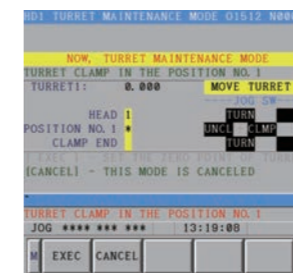 HD1 TURRET MAINTENANCE MODE O1512 N00
NOW, TURRET MAINTENANCE MODE
TURRET CLAMP IN THE POSITION NO. 1
TURRET1: 0.000 MOVE TURRET
JOG SW
HEAD 1 TURN
POSITION NO. 1 * UNCL CLMP
CLAMP END TURN
[EXEC] - SET THE ZERO POINT OF TURR
[CANCEL] - THIS MODE IS CANCELED
TURRET CLAMP IN THE POSITION NO. 1
JOG **** *** *** 13:19:08
M EXEC CANCEL